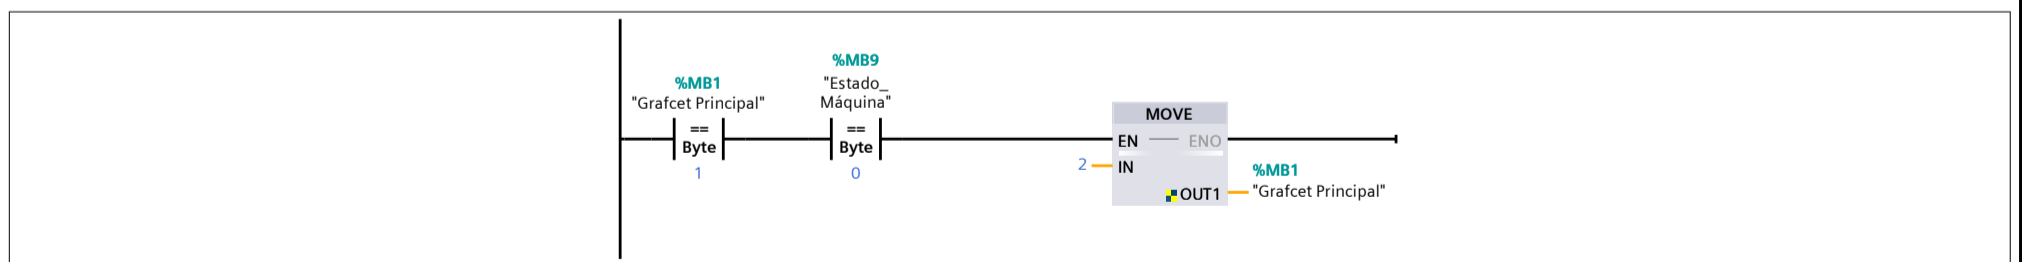 %MB9
"Estado_
Máquina"
%MB1
"Grafcet Principal"
==
Byte
1
==
Byte
0
MOVE
EN
ENO
2
IN
OUT1
%MB1
"Grafcet Principal"